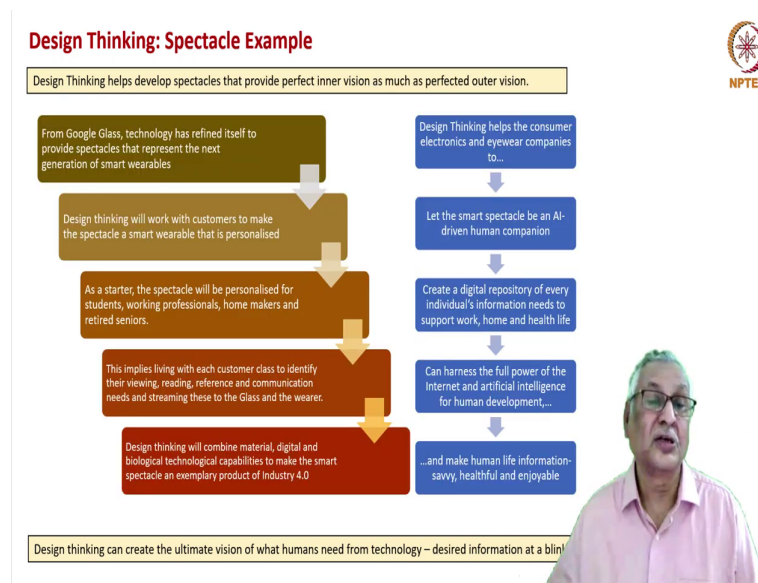 Design Thinking: Spectacle Example
Design Thinking helps develop spectacles that provide perfect inner vision as much as perfected outer vision.
NPTE
From Google Glass, technology has refined itself to
provide spectacles that represent the next
generation of smart wearables
Design thinking will work with customers to make
the spectacle a smart wearable that is personalised
As a starter, the spectacle will be personalised for
students, working professionals, home makers and
retired seniors.
This implies living with each customer class to identify
their viewing, reading, reference and communication
needs and streaming these to the Glass and the wearer.
Design thinking will combine material, digital and
biological technological capabilities to make the smart
spectacle an exemplary product of Industry 4.0
Design Thinking helps the consumer
electronics and eyewear companies
to...
Let the smart spectacle be an AI-
driven human companion
Create a digital repository of every
individual's information needs to
support work, home and health life
Can harness the full power of the
Internet and artificial intelligence
for human development,...
...and make human life information-
savvy, healthful and enjoyable
Design thinking can create the ultimate vision of what humans need from technology – desired information at a